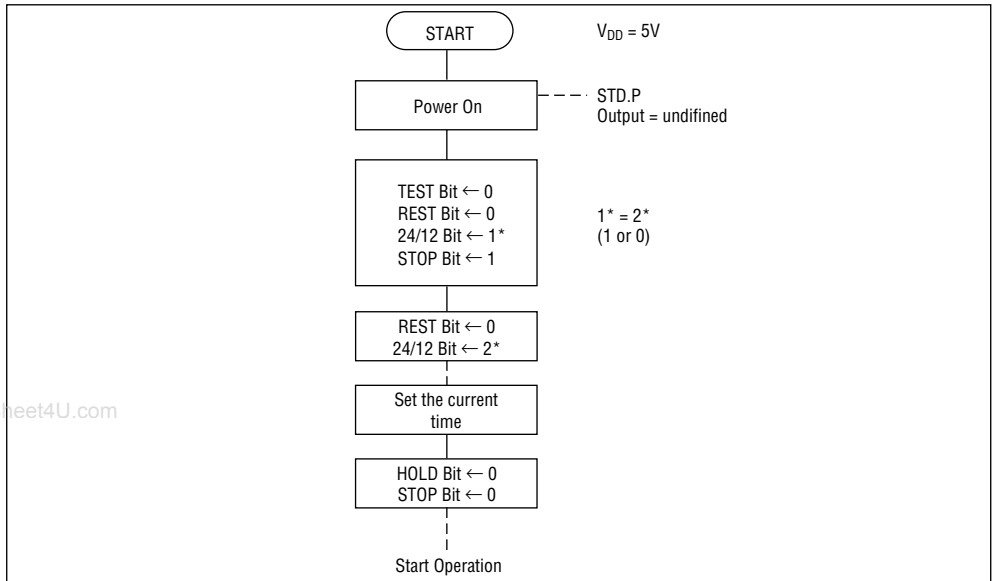 START
V_DD = 5V
Power On
STD.P
Output = undifined
TEST Bit ← 0
REST Bit ← 0
24/12 Bit ← 1*
STOP Bit ← 1
1* = 2*
(1 or 0)
REST Bit ← 0
24/12 Bit ← 2*
Set the current
time
heet4U.com
HOLD Bit ← 0
STOP Bit ← 0
Start Operation